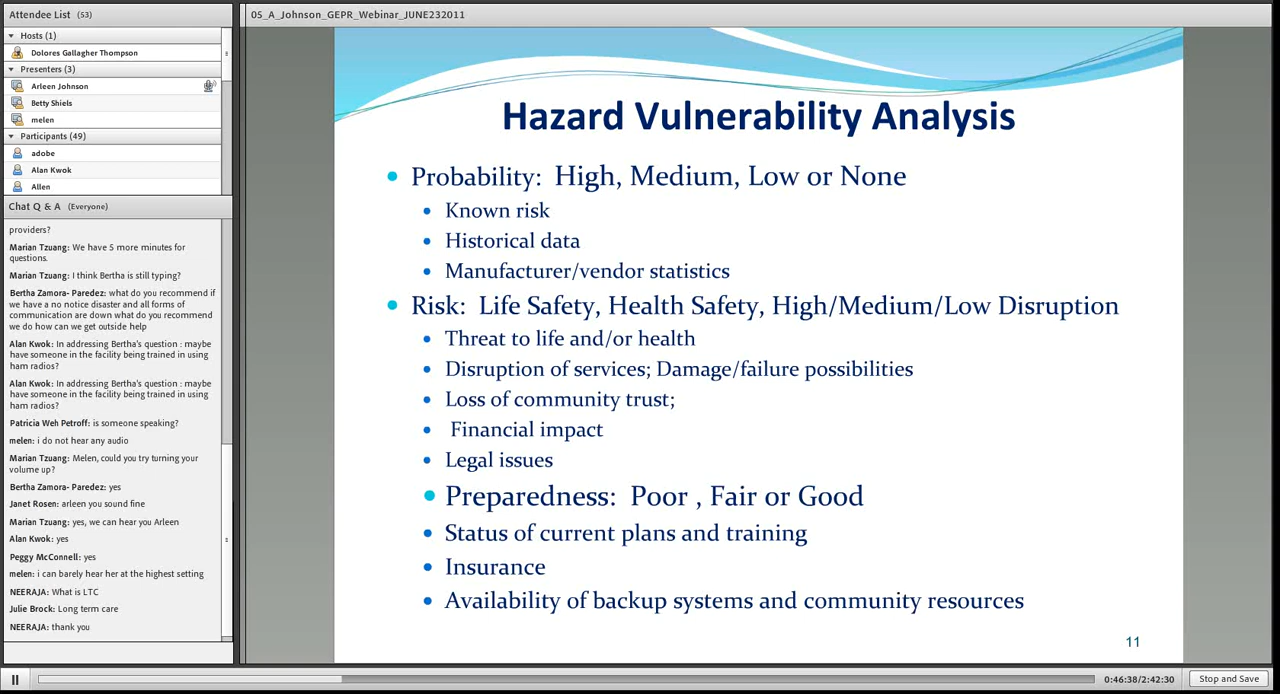 Attendee List (53)
Hosts (1)
Dolores Gallagher Thompson
Presenters (3)
Arleen Johnson
Betty Shiels
melen
Participants (49)
adobe
Alan Kwok
Allen
Chat Q & A (Everyone)
providers?
Marian Tzuang: We have 5 more minutes for
questions.
Marian Tzuang: I think Bertha is still typing?
Bertha Zamora- Paredez: what do you recommend if
we have a no notice disaster and all forms of
communication are down what do you recommend
we do how can we get outside help
Alan Kwok: In addressing Bertha's question : maybe
have someone in the facility being trained in using
ham radios?
Alan Kwok: In addressing Bertha's question : maybe
have someone in the facility being trained in using
ham radios?
Patricia Weh Petroff: is someone speaking?
melen: i do not hear any audio
Marian Tzuang: Melen, could you try turning your
volume up?
Bertha Zamora- Paredez: yes
Janet Rosen: arleen you sound fine
Marian Tzuang: yes, we can hear you Arleen
Alan Kwok: yes
Peggy McConnell: yes
melen: i can barely hear her at the highest setting
NEERAJA: What is LTC
Julie Brock: Long term care
NEERAJA: thank you
05_A_Johnson_GEPR_Webinar_JUNE232011
Hazard Vulnerability Analysis
Probability: High, Medium, Low or None
Known risk
Historical data
Manufacturer/vendor statistics
Risk: Life Safety, Health Safety, High/Medium/Low Disruption
Threat to life and/or health
Disruption of services; Damage/failure possibilities
Loss of community trust;
Financial impact
Legal issues
Preparedness: Poor , Fair or Good
Status of current plans and training
Insurance
Availability of backup systems and community resources
11
0:46:38/2:42:30
Stop and Save